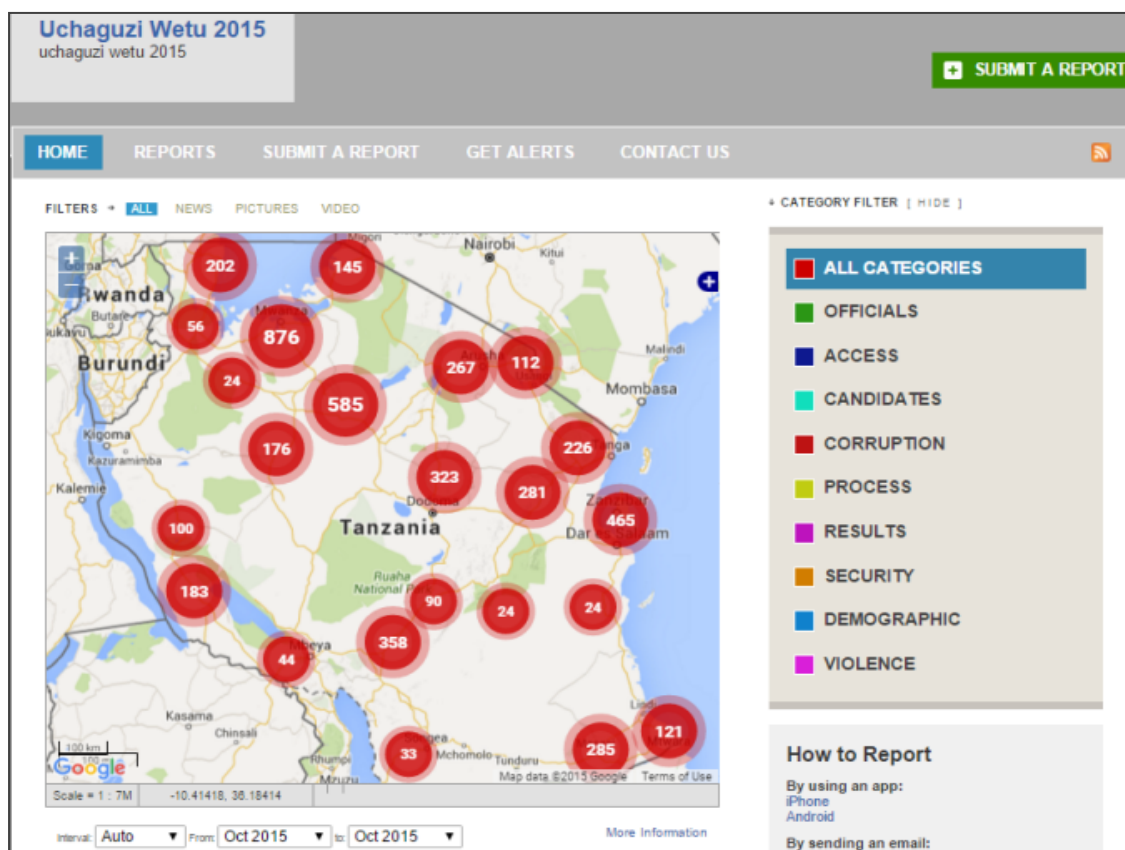 Uchaguzi Wetu 2015
uchaguzi wetu 2015
SUBMIT A REPORT
HOME REPORTS SUBMIT A REPORT GET ALERTS CONTACT US
FILTERS ALL NEWS PICTURES VIDEO
CATEGORY FILTER [ HIDE ]
ALL CATEGORIES
OFFICIALS
ACCESS
CANDIDATES
CORRUPTION
PROCESS
RESULTS
SECURITY
DEMOGRAPHIC
VIOLENCE
Migori
Nairobi
Kitui
202
145
Rwanda
Butare
56
876
Malindi
Burundi
267
112
24
Mombasa
585
Kigoma
176
226
Kazuramimba
323
281
Kalemie
Zanzibar
Dodoma
465
100
Tanzania
Dar es Salaam
Ruaha
National Park
183
90
24
24
358
Mbeya
44
Kasama
Lindi
Chinsali
121
33
Mchomolo
Tunduru
285
100 km
Google
Rhumpi
Mzuzu
Map data ©2015 Google Terms of Use
Scale = 1 : 7M -10.41418, 36.18414
Interval: Auto From: Oct 2015 to: Oct 2015 More Information
How to Report
By using an app:
iPhone
Android
By sending an email: